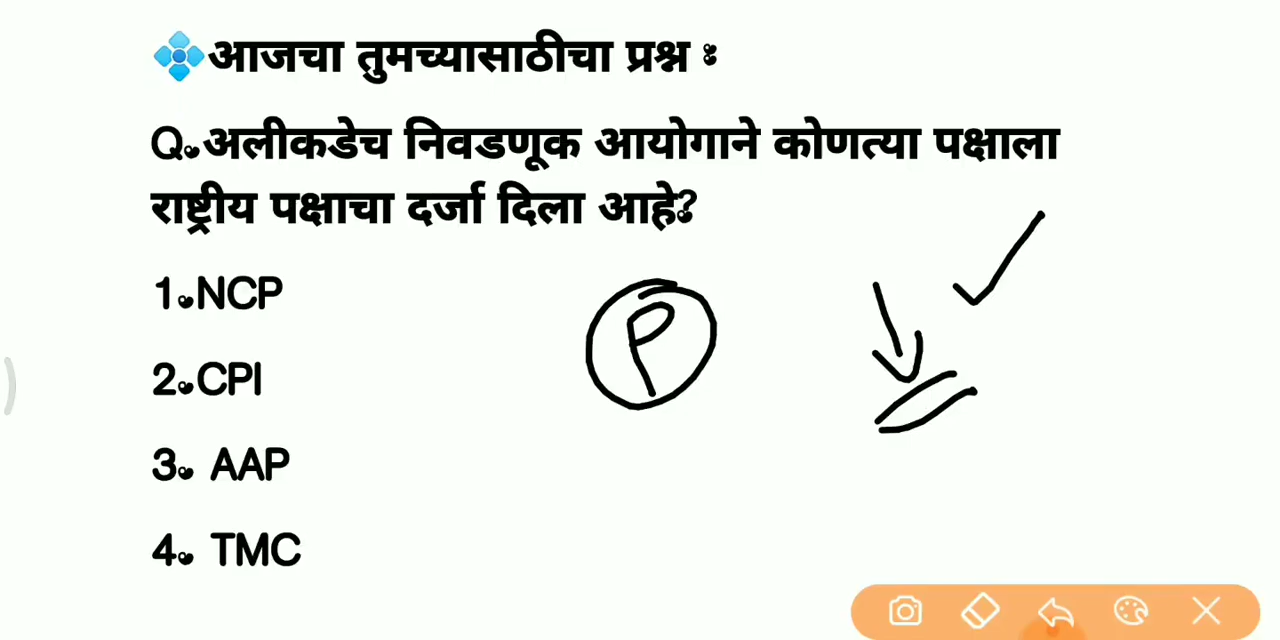 आजचा तुमच्यासाठीचा प्रश्न :
Q.अलीकडेच निवडणूक आयोगाने कोणत्या पक्षाला
राष्ट्रीय पक्षाचा दर्जा दिला आहे?
1.NCP
2.CPI
3. AAP
4. TMC
P